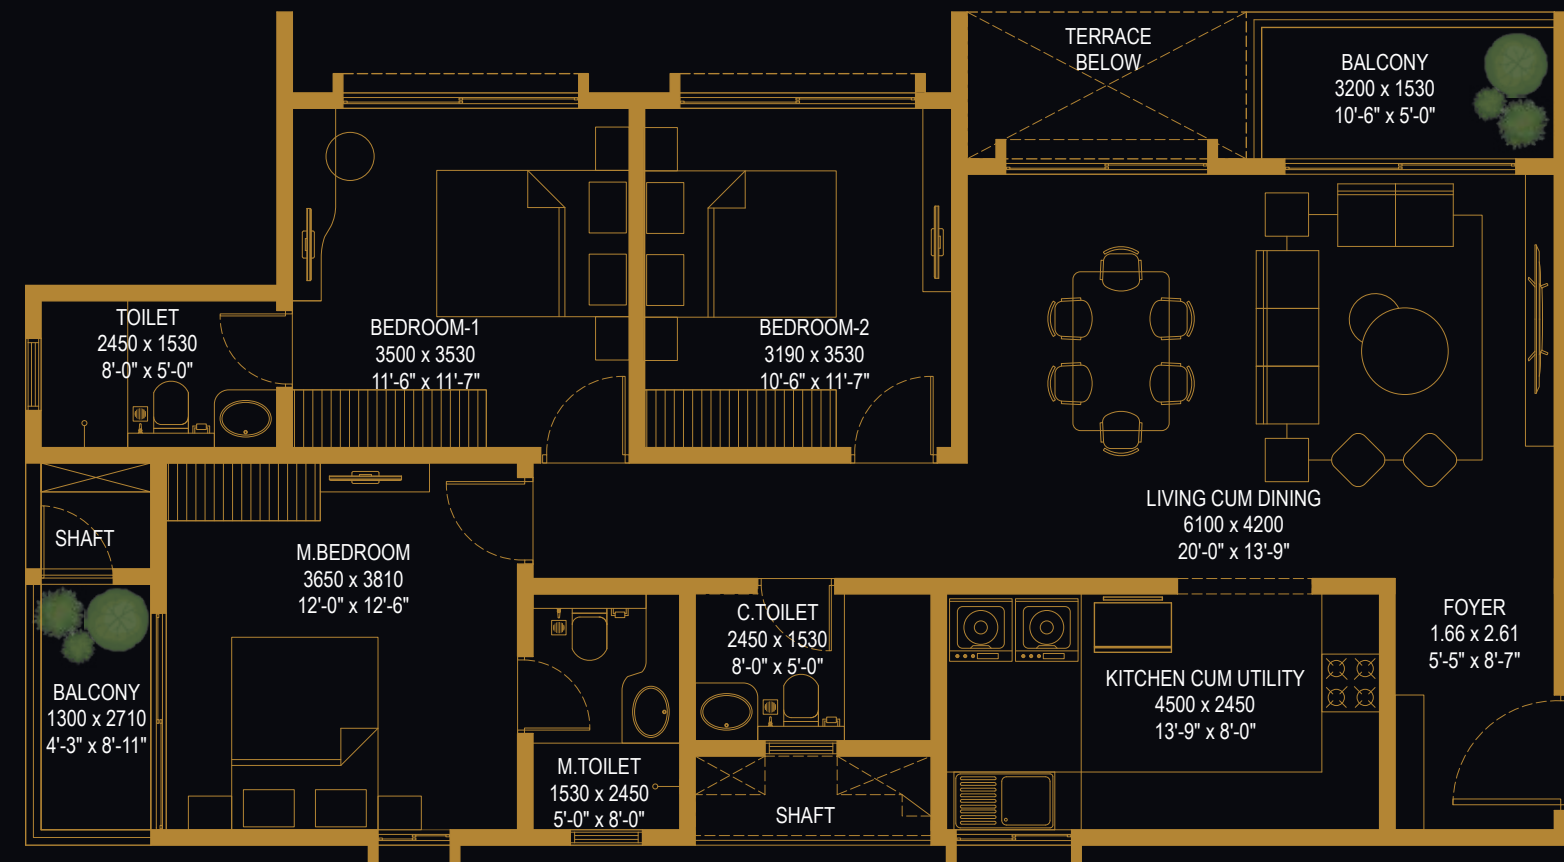 TERRACE
BELOW
BALCONY
3200 x 1530
10'-6" x 5'-0"
TOILET
2450 x 1530
8'-0" x 5'-0"
BEDROOM-1
3500 x 3530
11'-6" x 11'-7"
BEDROOM-2
3190 x 3530
10'-6" x 11'-7"
LIVING CUM DINING
6100 x 4200
20'-0" x 13'-9"
SHAFT
M.BEDROOM
3650 x 3810
12'-0" x 12'-6"
C.TOILET
2450 x 1530
8'-0" x 5'-0"
FOYER
1.66 x 2.61
5'-5" x 8'-7"
KITCHEN CUM UTILITY
4500 x 2450
13'-9" x 8'-0"
BALCONY
1300 x 2710
4'-3" x 8'-11"
M.TOILET
1530 x 2450
5'-0" x 8'-0"
SHAFT